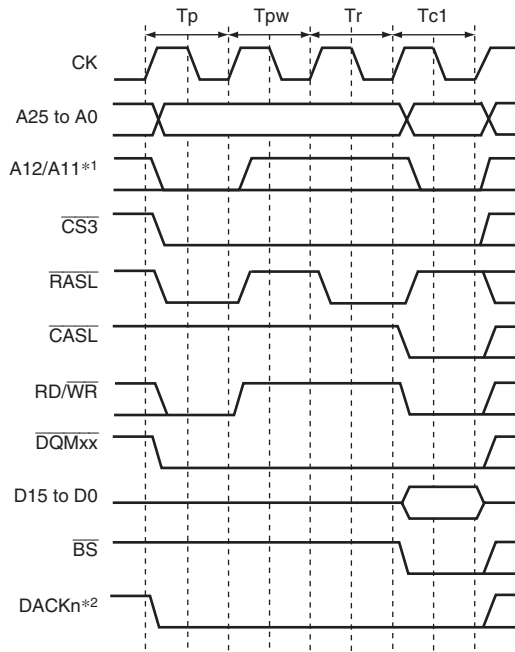 Tp Tpw Tr Tc1
CK
A25 to A0
A12/A11*1
CS3
RASL
CASL
RD/WR
DQMxx
D15 to D0
BS
DACKn*2